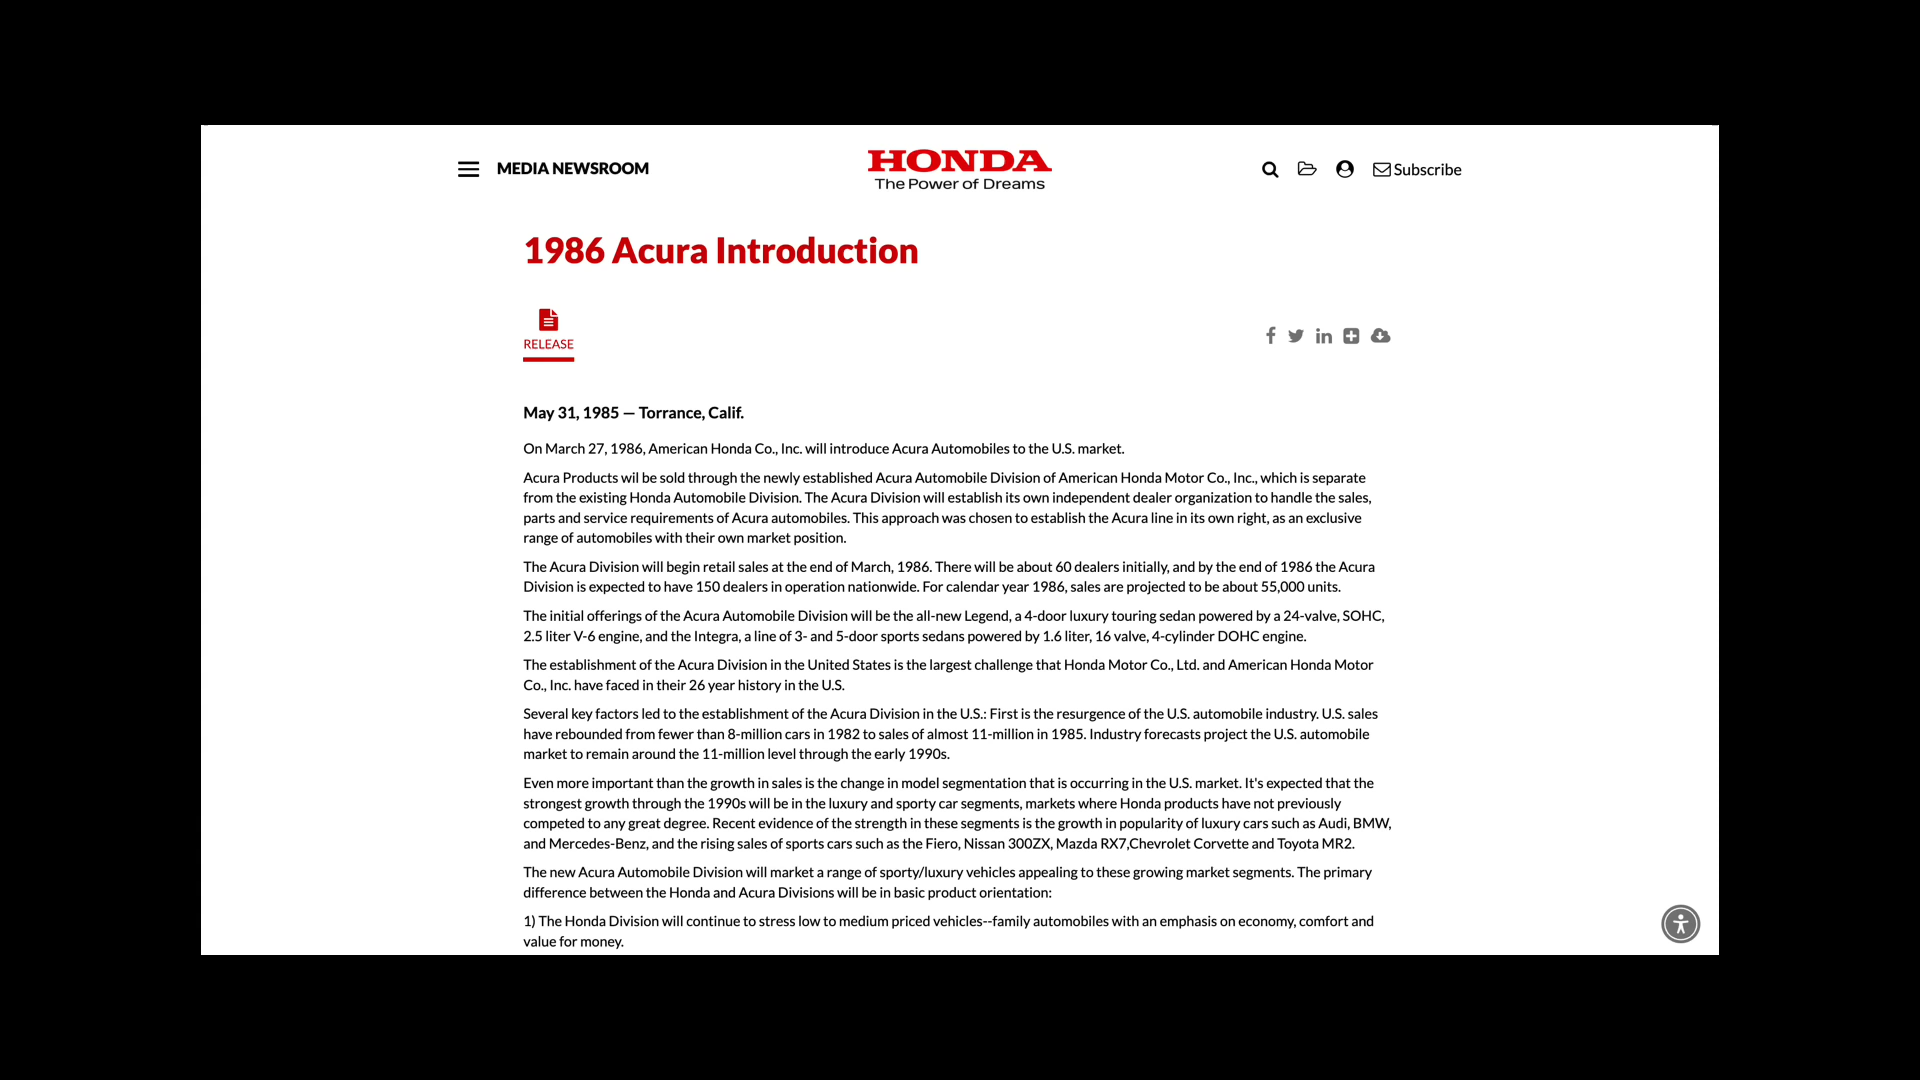 MEDIA NEWSROOM
HONDA
The Power of Dreams
Subscribe
1986 Acura Introduction
RELEASE
May 31, 1985 — Torrance, Calif.
On March 27, 1986, American Honda Co., Inc. will introduce Acura Automobiles to the U.S. market.
Acura Products wil be sold through the newly established Acura Automobile Division of American Honda Motor Co., Inc., which is separate
from the existing Honda Automobile Division. The Acura Division will establish its own independent dealer organization to handle the sales,
parts and service requirements of Acura automobiles. This approach was chosen to establish the Acura line in its own right, as an exclusive
range of automobiles with their own market position.
The Acura Division will begin retail sales at the end of March, 1986. There will be about 60 dealers initially, and by the end of 1986 the Acura
Division is expected to have 150 dealers in operation nationwide. For calendar year 1986, sales are projected to be about 55,000 units.
The initial offerings of the Acura Automobile Division will be the all-new Legend, a 4-door luxury touring sedan powered by a 24-valve, SOHC,
2.5 liter V-6 engine, and the Integra, a line of 3- and 5-door sports sedans powered by 1.6 liter, 16 valve, 4-cylinder DOHC engine.
The establishment of the Acura Division in the United States is the largest challenge that Honda Motor Co., Ltd. and American Honda Motor
Co., Inc. have faced in their 26 year history in the U.S.
Several key factors led to the establishment of the Acura Division in the U.S.: First is the resurgence of the U.S. automobile industry. U.S. sales
have rebounded from fewer than 8-million cars in 1982 to sales of almost 11-million in 1985. Industry forecasts project the U.S. automobile
market to remain around the 11-million level through the early 1990s.
Even more important than the growth in sales is the change in model segmentation that is occurring in the U.S. market. It's expected that the
strongest growth through the 1990s will be in the luxury and sporty car segments, markets where Honda products have not previously
competed to any great degree. Recent evidence of the strength in these segments is the growth in popularity of luxury cars such as Audi, BMW,
and Mercedes-Benz, and the rising sales of sports cars such as the Fiero, Nissan 300ZX, Mazda RX7,Chevrolet Corvette and Toyota MR2.
The new Acura Automobile Division will market a range of sporty/luxury vehicles appealing to these growing market segments. The primary
difference between the Honda and Acura Divisions will be in basic product orientation:
1) The Honda Division will continue to stress low to medium priced vehicles--family automobiles with an emphasis on economy, comfort and
value for money.